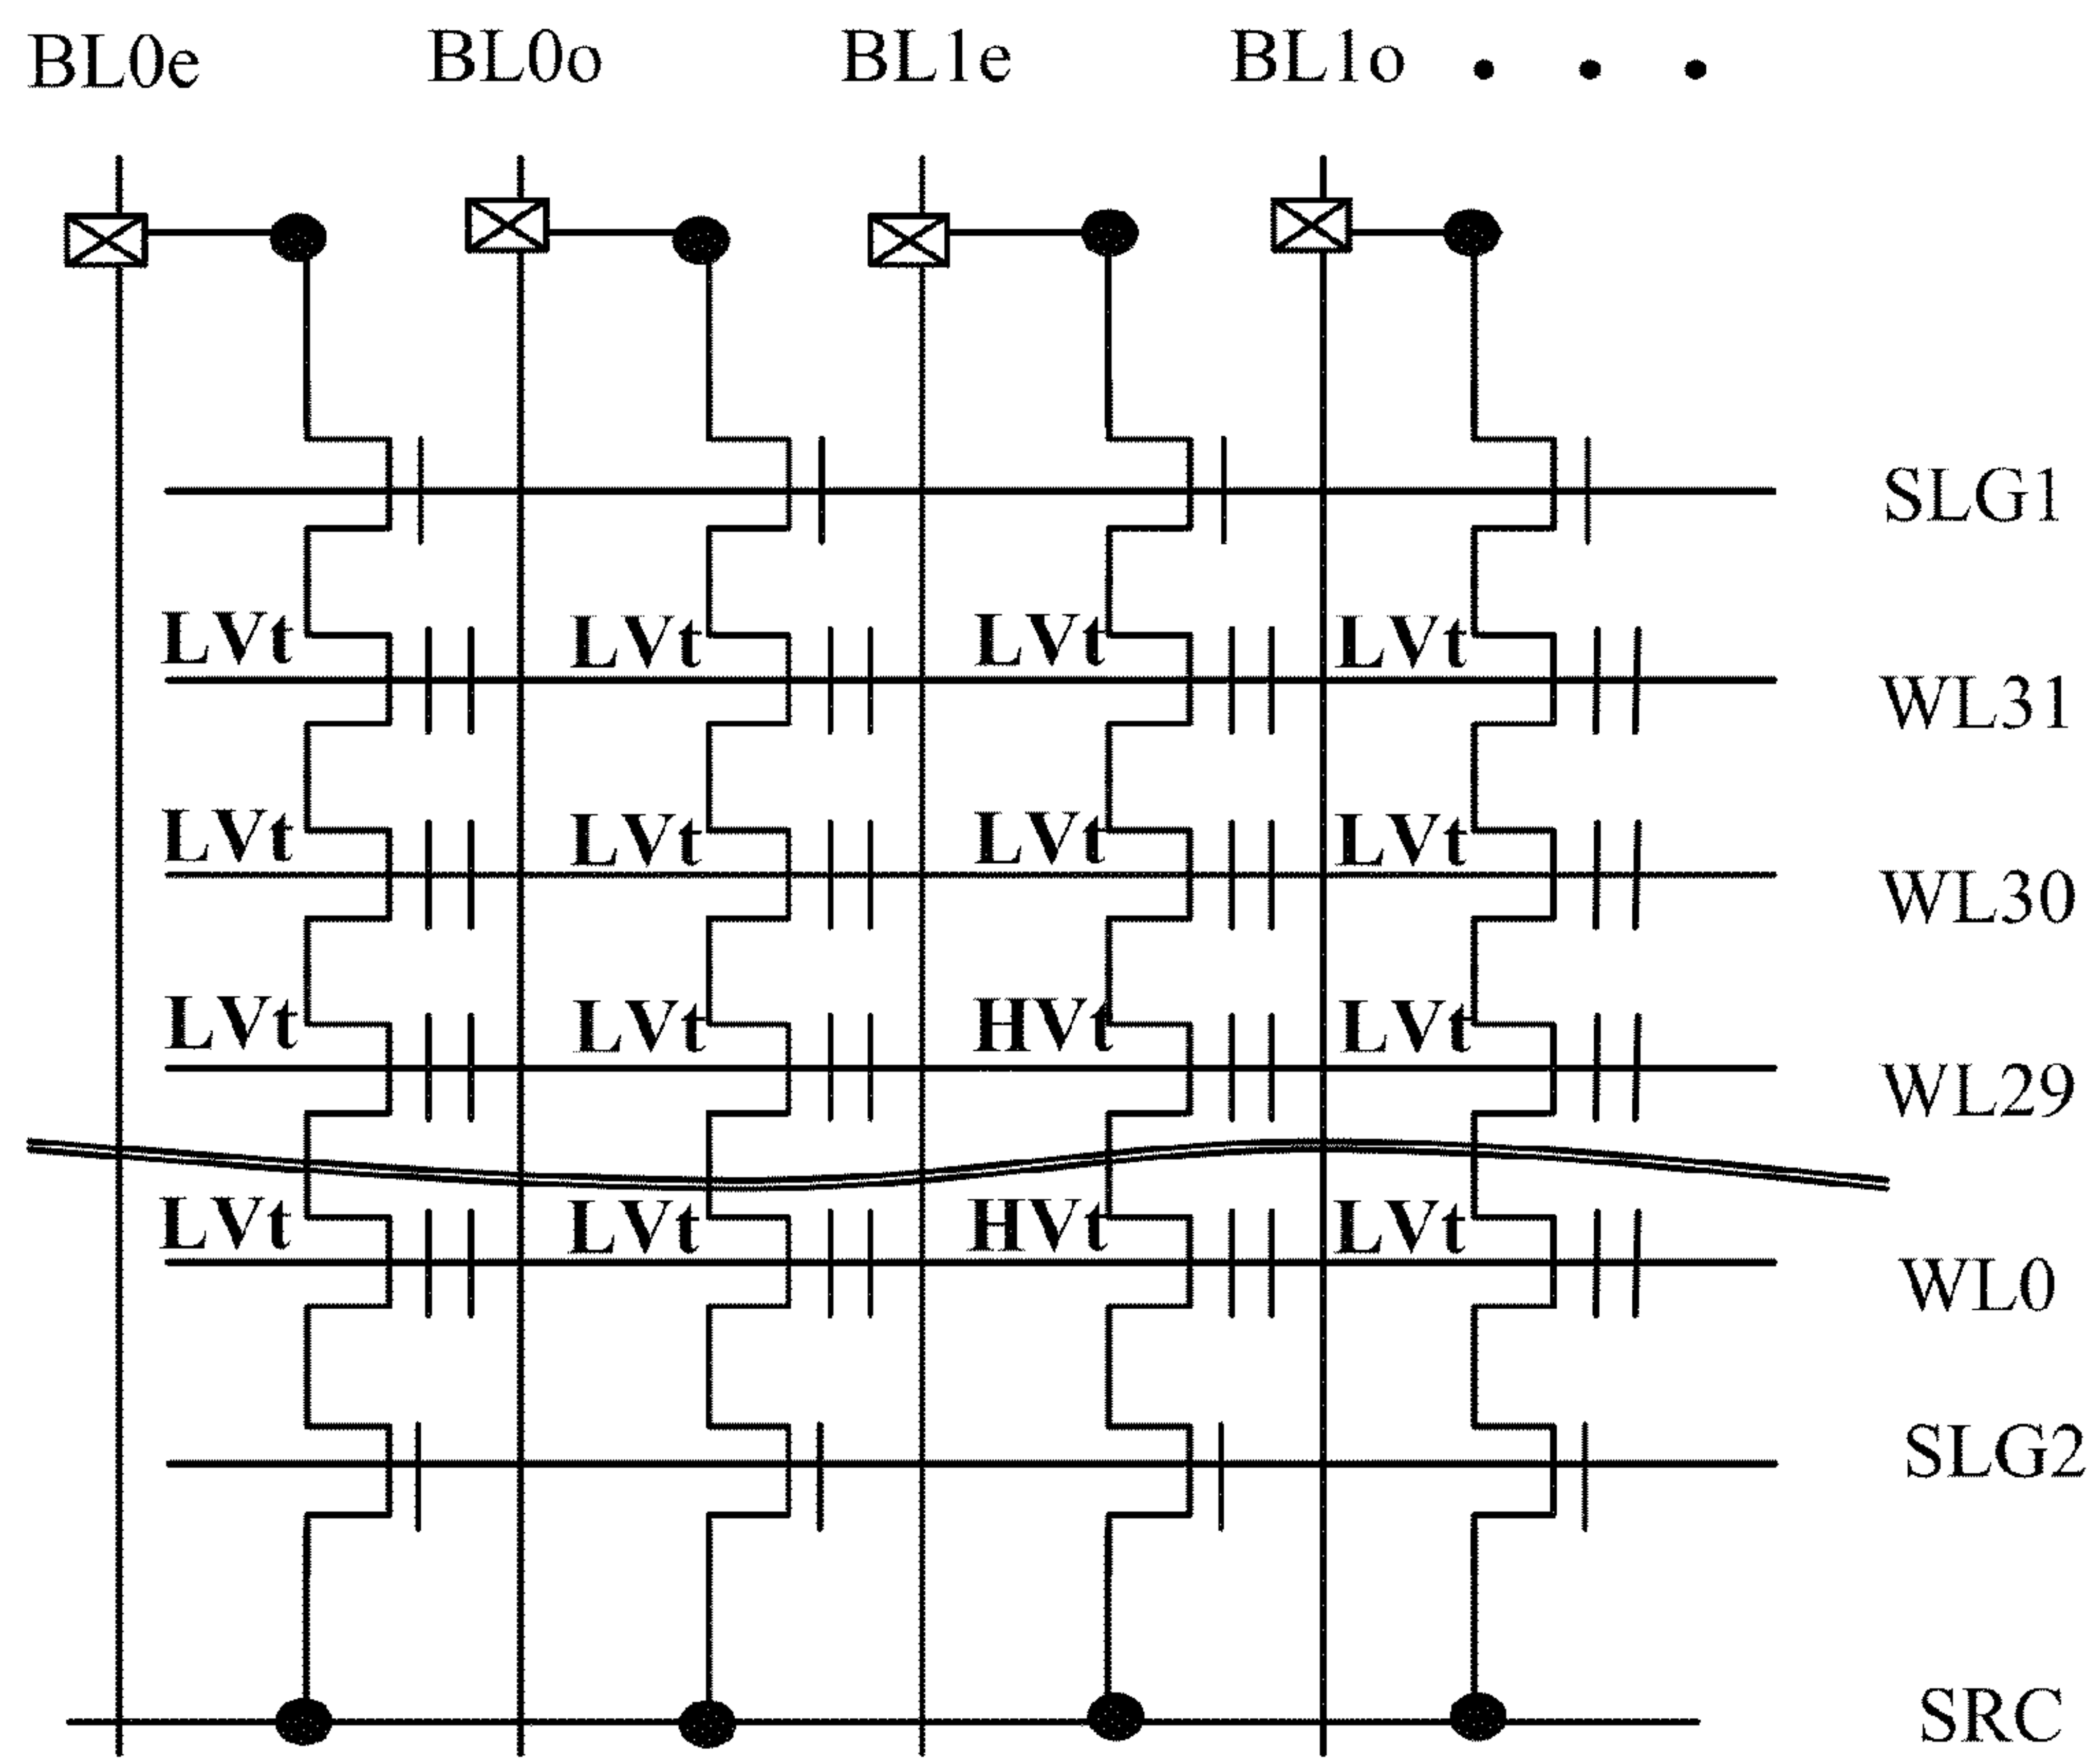 BL0e BL0o BL1e BL1o . . .
SLG1
LVt LVt LVt LVt
WL31
LVt LVt LVt LVt
WL30
LVt LVt HVt LVt
WL29
LVt LVt HVt LVt
WL0
SLG2
SRC